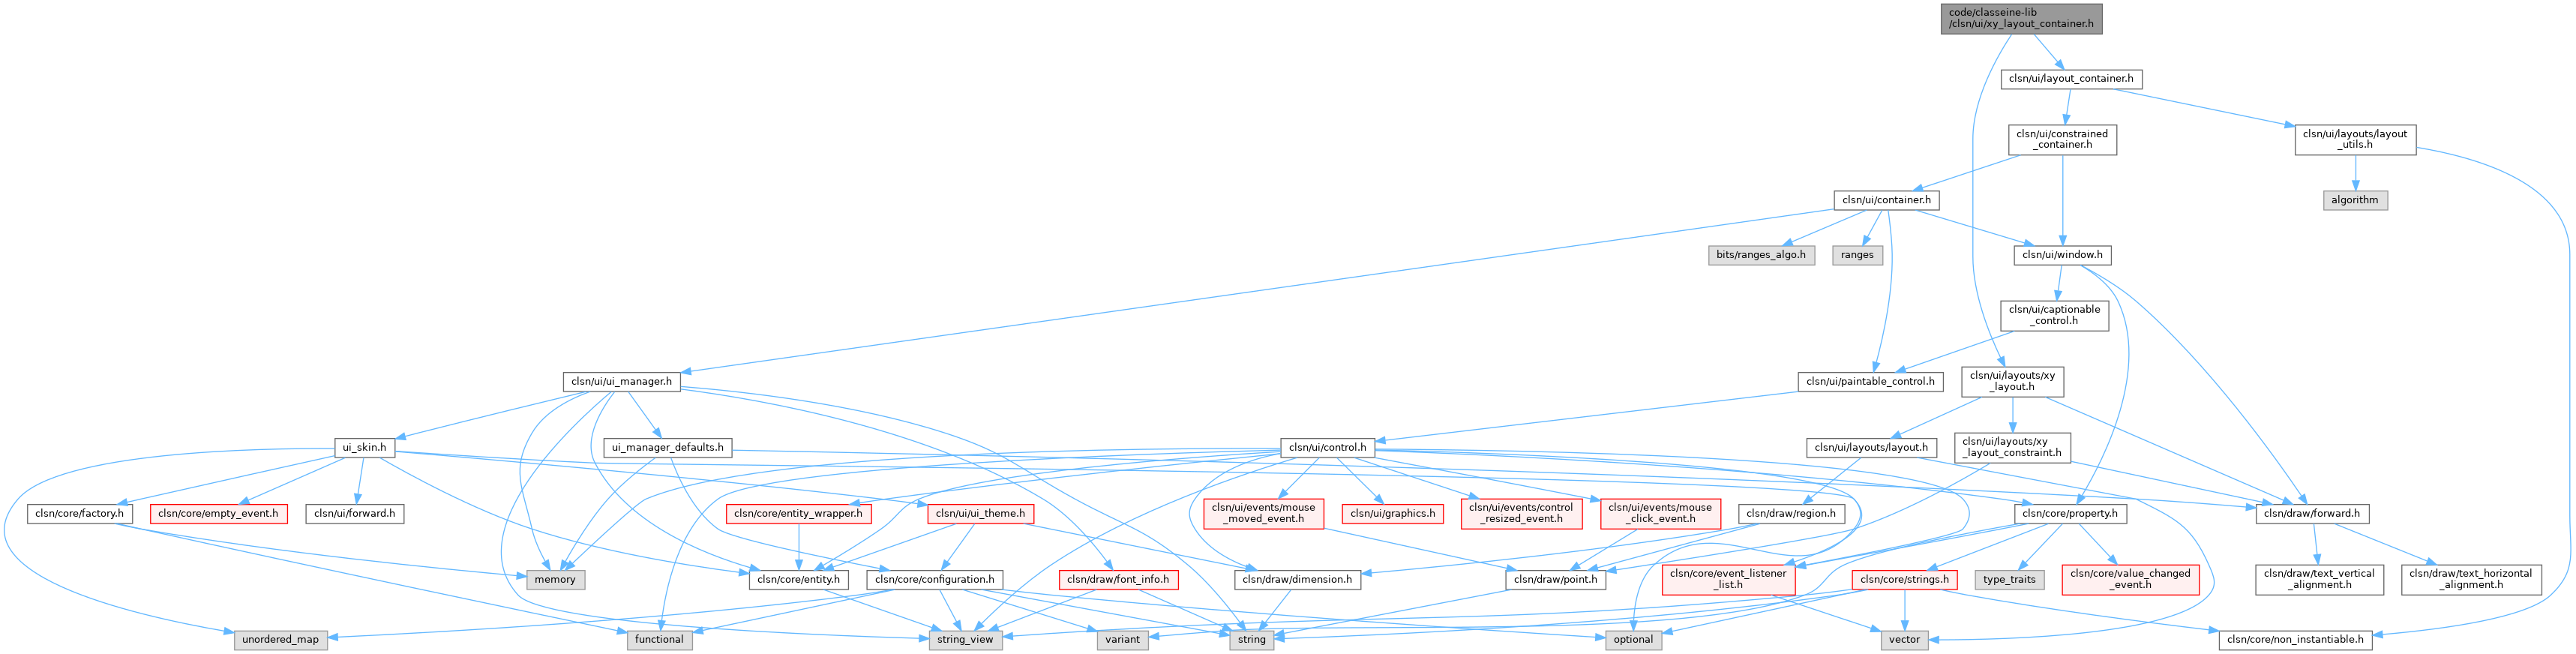 code/classeine-lib
/clsn/ui/xy_layout_container.h
clsn/ui/layout_container.h
clsn/ui/constrained
_container.h
clsn/ui/layouts/layout
_utils.h
clsn/ui/container.h
algorithm
bits/ranges_algo.h
ranges
clsn/ui/window.h
clsn/ui/captionable
_control.h
clsn/ui/ui_manager.h
clsn/ui/paintable_control.h
clsn/ui/layouts/xy
_layout.h
ui_skin.h
ui_manager_defaults.h
clsn/ui/control.h
clsn/ui/layouts/layout.h
clsn/ui/layouts/xy
_layout_constraint.h
clsn/core/factory.h
clsn/core/empty_event.h
clsn/ui/forward.h
clsn/core/entity_wrapper.h
clsn/ui/ui_theme.h
clsn/ui/events/mouse
_moved_event.h
clsn/ui/graphics.h
clsn/ui/events/control
_resized_event.h
clsn/ui/events/mouse
_click_event.h
clsn/draw/region.h
clsn/core/property.h
clsn/draw/forward.h
memory
clsn/core/entity.h
clsn/core/configuration.h
clsn/draw/font_info.h
clsn/draw/dimension.h
clsn/draw/point.h
clsn/core/event_listener
_list.h
clsn/core/strings.h
type_traits
clsn/core/value_changed
_event.h
clsn/draw/text_vertical
_alignment.h
clsn/draw/text_horizontal
_alignment.h
unordered_map
functional
string_view
variant
string
optional
vector
clsn/core/non_instantiable.h